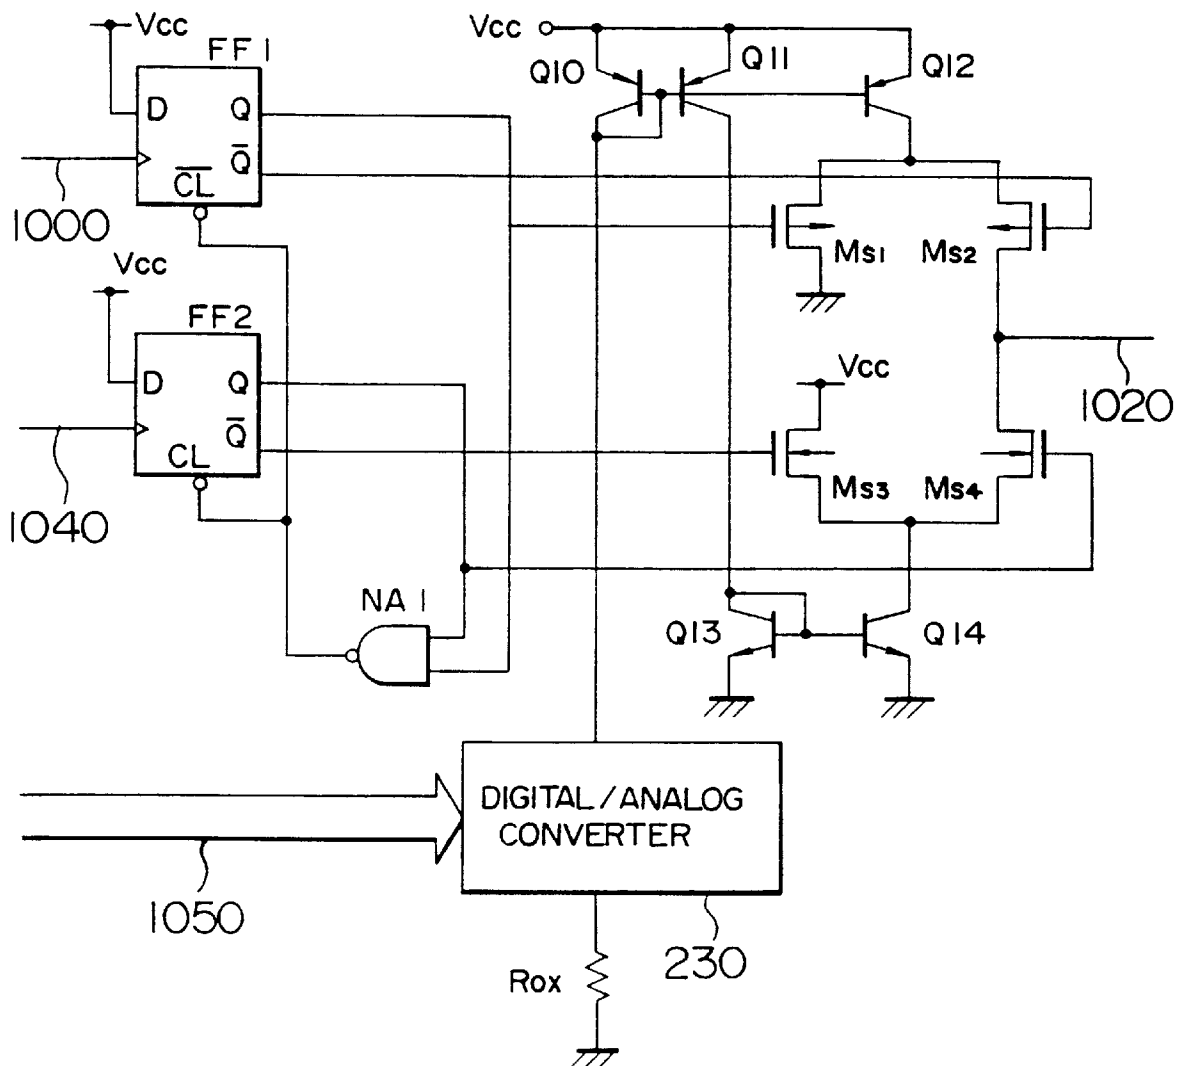 Vcc
FF1
D
Q
Q̅
C̅L̅
1000
Vcc
FF2
D
Q
Q̅
CL
1040
NA1
Vcc
Q10
Q11
Q12
Ms1
Ms2
Vcc
1020
Ms3
Ms4
Q13
Q14
DIGITAL/ANALOG
CONVERTER
1050
230
Rox